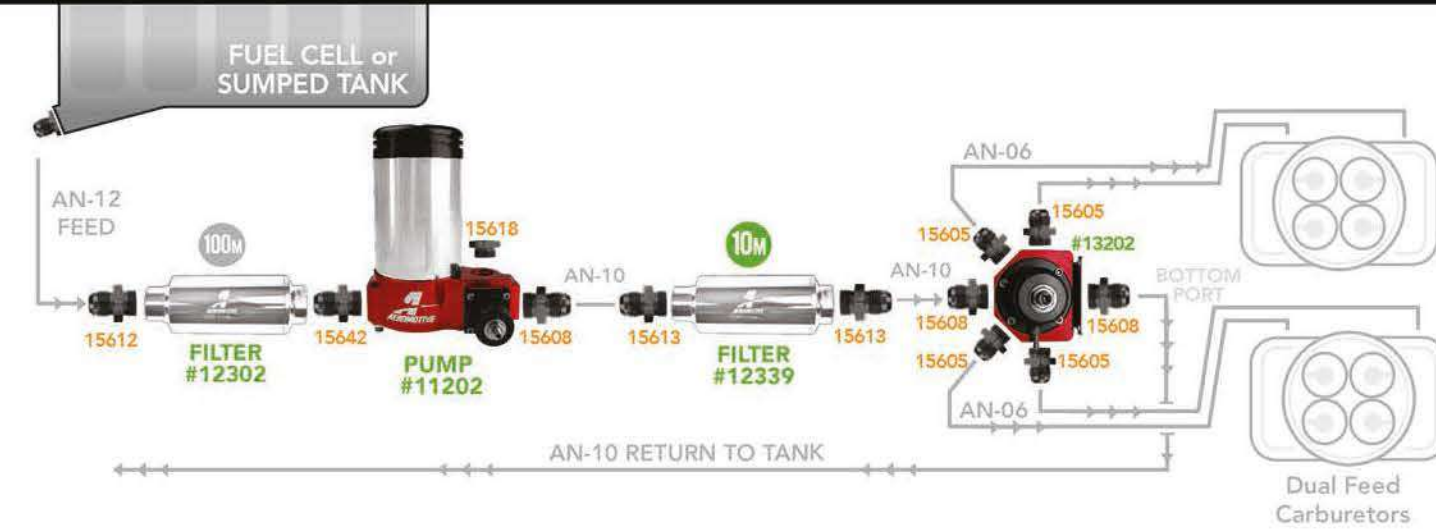 FUEL CELL or
SUMPED TANK
AN-12
FEED
100M
15612
FILTER
#12302
15642
15618
AEROMOTIVE
PUMP
#11202
15608
AN-10
10M
15613
FILTER
#12339
15613
AN-10
AN-06
15605
15605
#13202
15608
15608
BOTTOM
PORT
15605
15605
AN-06
AN-10 RETURN TO TANK
Dual Feed
Carburetors